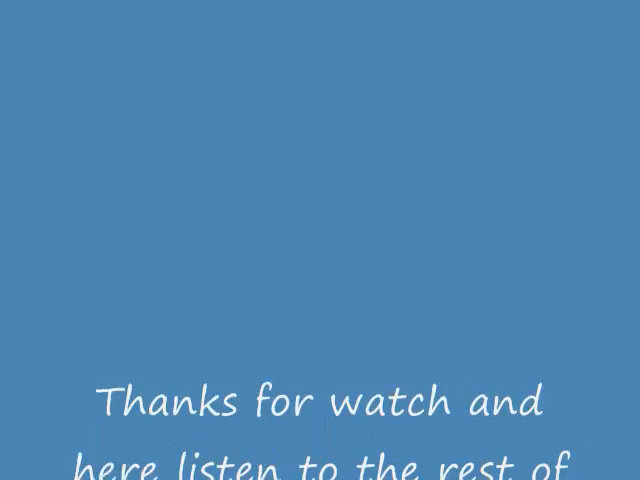 Thanks for watch and
here listen to the rest of